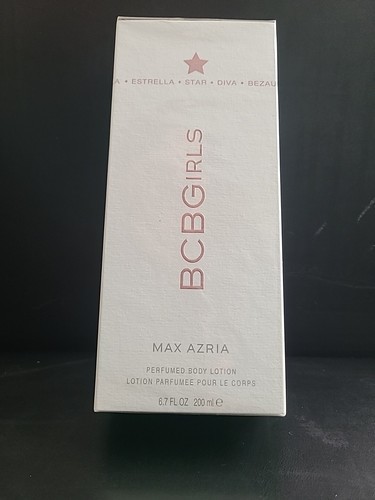 A • ESTRELLA • STAR • DIVA • BEZAU
BCBGIRLS
MAX AZRIA
PERFUMED BODY LOTION
LOTION PARFUMEE POUR LE CORPS
6.7 FL OZ 200 ml ℮